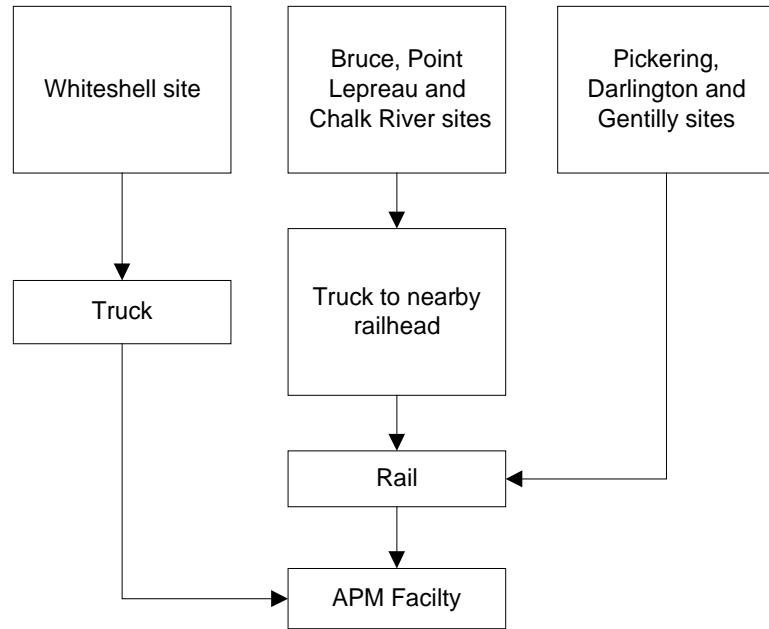 Whiteshell site
Bruce, Point
Lepreau and
Chalk River sites
Pickering,
Darlington and
Gentilly sites
Truck
Truck to nearby
railhead
Rail
APM Facilty